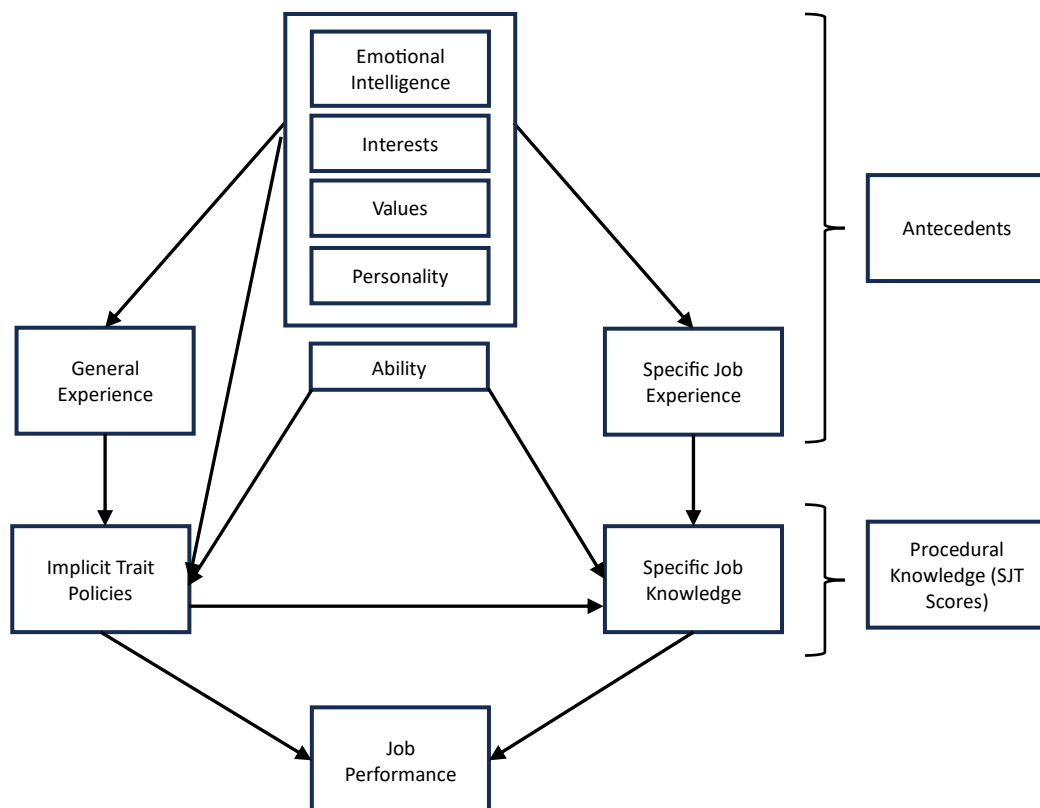 Emotional
Intelligence
Interests
Values
Personality
Antecedents
General
Experience
Ability
Specific Job
Experience
Implicit Trait
Policies
Specific Job
Knowledge
Procedural
Knowledge (SJT
Scores)
Job
Performance